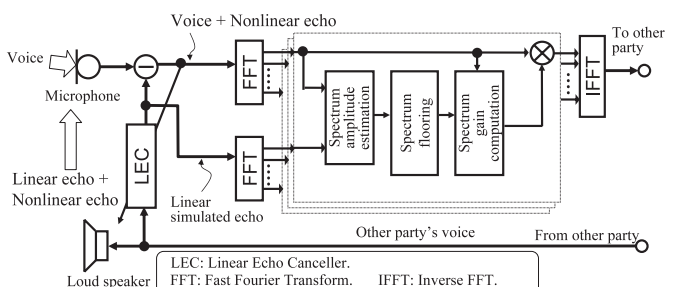 Voice + Nonlinear echo
To other
party
Voice
Microphone
FFT
IFFT
Spectrum
amplitude
estimation
Spectrum
flooring
Spectrum
gain
computation
LEC
FFT
Linear echo +
Nonlinear echo
Linear
simulated echo
Other party's voice
From other party
Loud speaker
LEC: Linear Echo Canceller.
FFT: Fast Fourier Transform. IFFT: Inverse FFT.